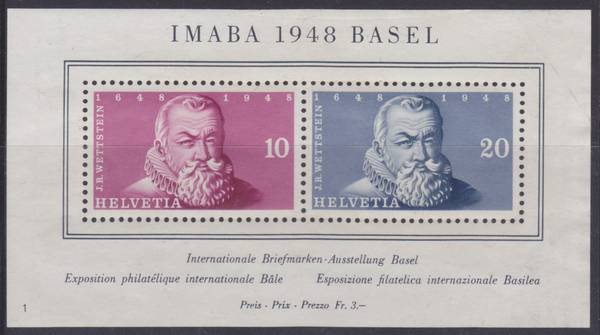 IMABA 1948 BASEL
1648 1948
J.R. WETTSTEIN
10
HELVETIA
1648 1948
J.R. WETTSTEIN
20
HELVETIA
Internationale Briefmarken-Ausstellung Basel
Exposition philatélique internationale Bâle Esposizione filatelica internazionale Basilea
Preis - Prix - Prezzo Fr. 3.–
1